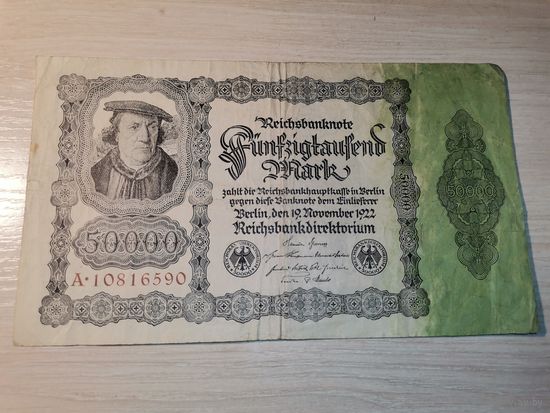 Reichsbanknote
Fünfzigtausend
Mark
zahlt die Reichsbankhauptkasse in Berlin
gegen diese Banknote dem Einlieferer
Berlin, den 19. November 1922
Reichsbankdirektorium
50000
A·10816590
50000
50000